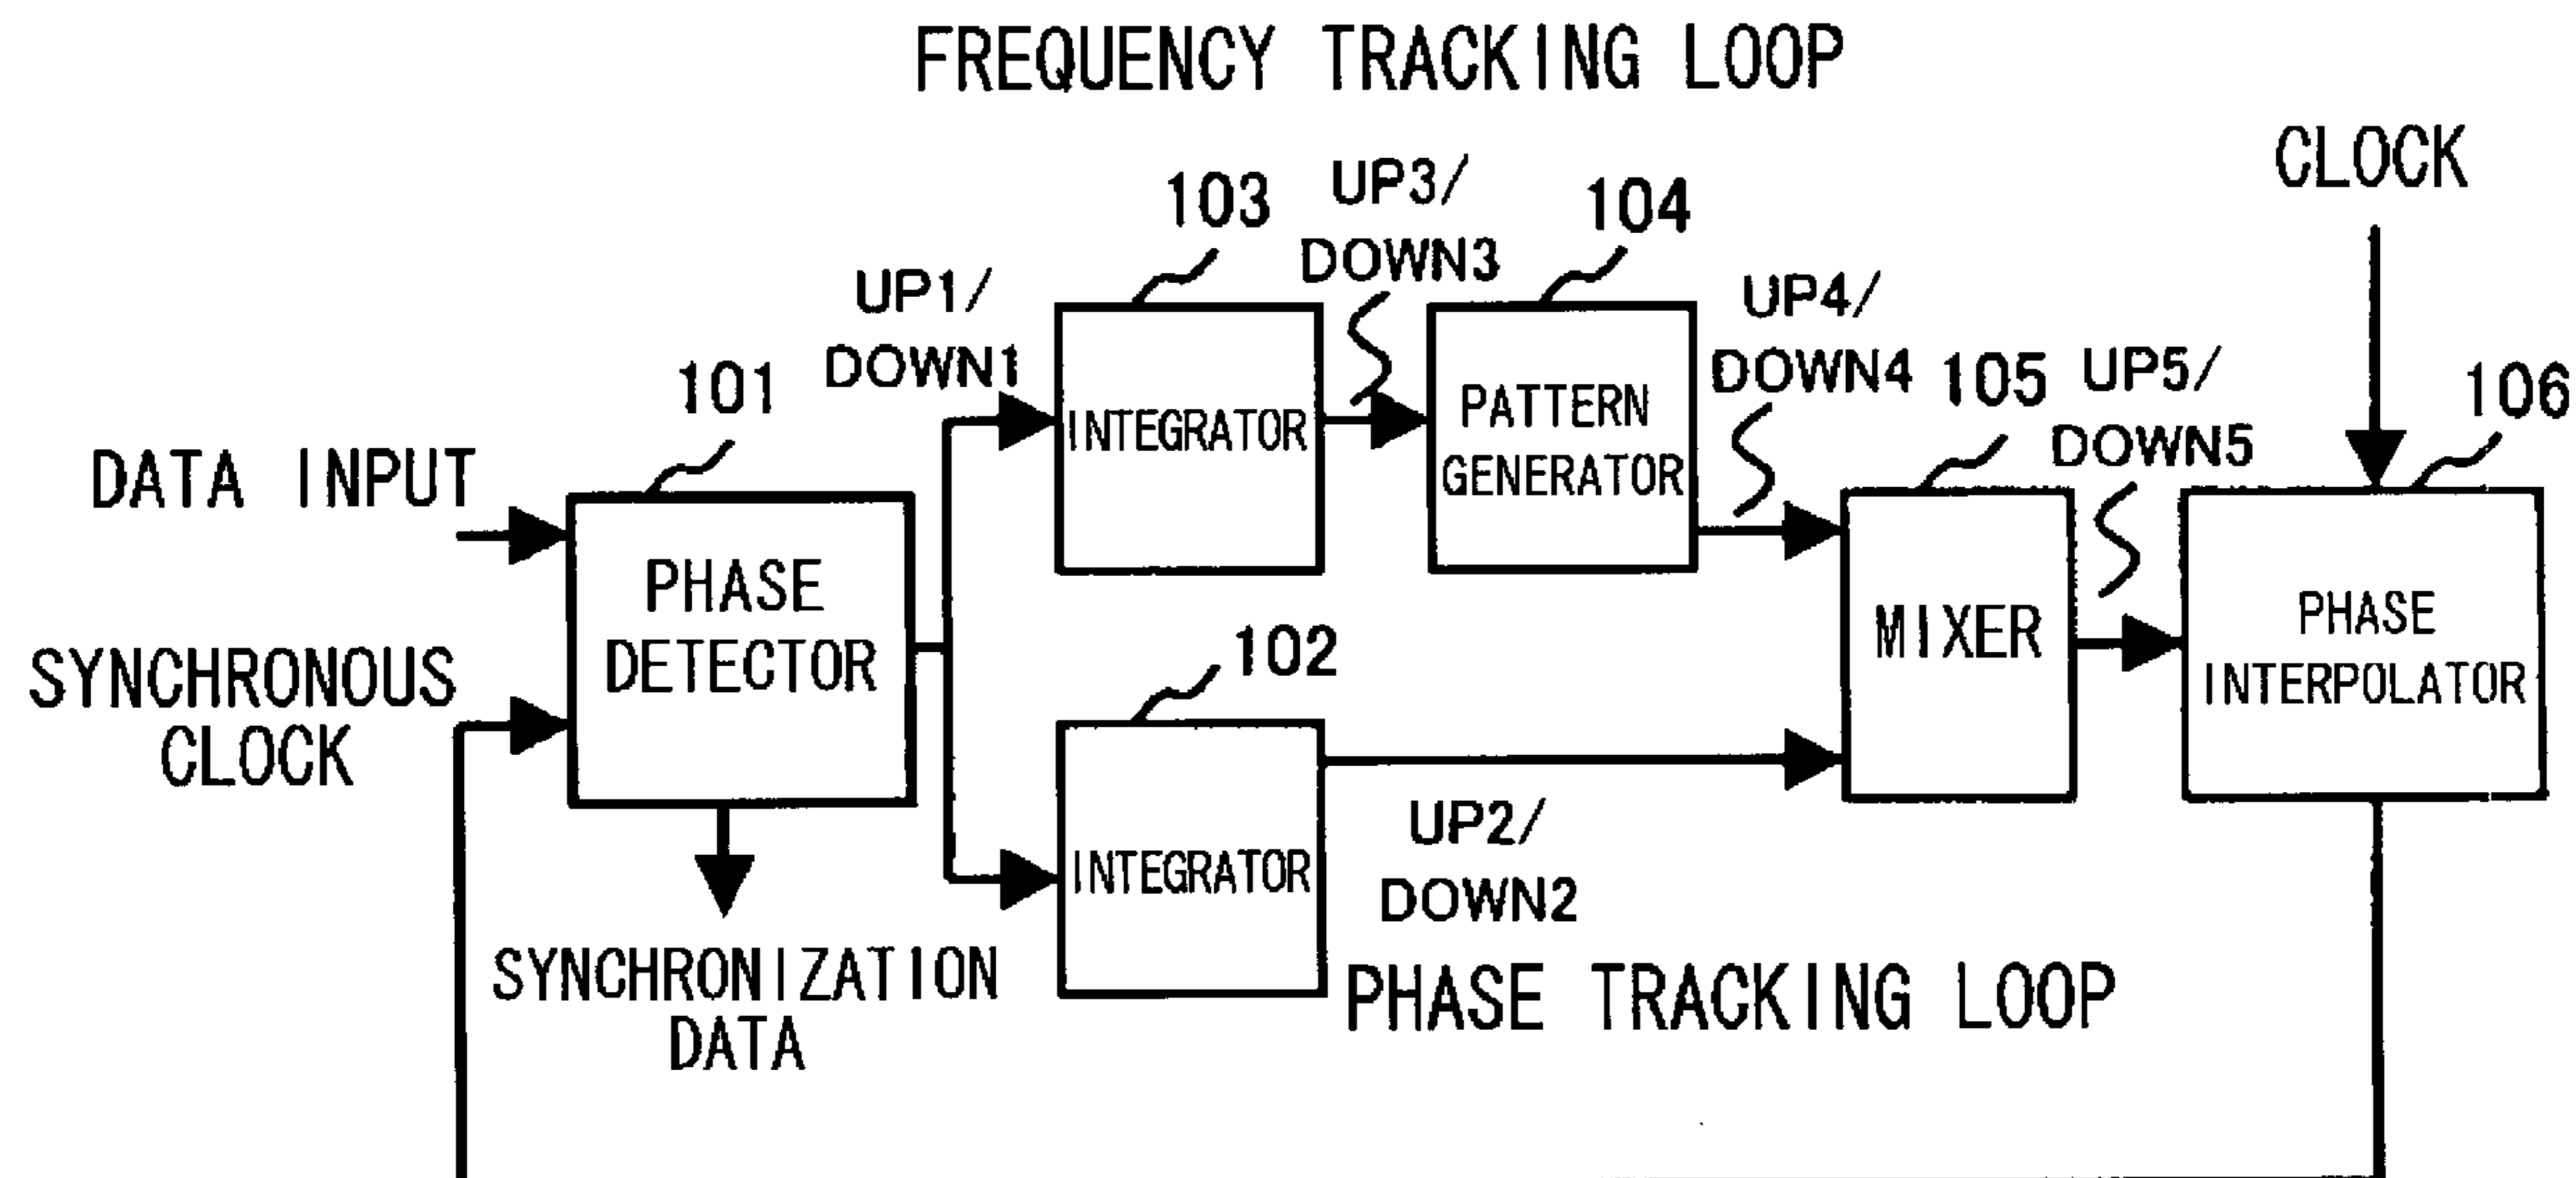 FREQUENCY TRACKING LOOP
CLOCK
103
UP3/
DOWN3
104
UP1/
DOWN1
UP4/
DOWN4
105
UP5/
DOWN5
106
101
DATA INPUT
INTEGRATOR
PATTERN
GENERATOR
PHASE
DETECTOR
SYNCHRONOUS
CLOCK
102
MIXER
PHASE
INTERPOLATOR
INTEGRATOR
UP2/
DOWN2
SYNCHRONIZATION
DATA
PHASE TRACKING LOOP